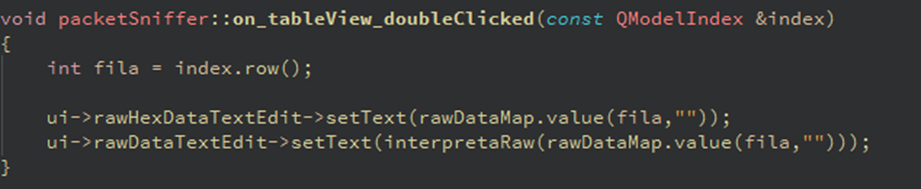 void packetSniffer::on_tableView_doubleClicked(const QModelIndex &index)
{
    int fila = index.row();
    ui->rawHexDataTextEdit->setText(rawDataMap.value(fila,""));
    ui->rawDataTextEdit->setText(interpretaRaw(rawDataMap.value(fila,"")));
}